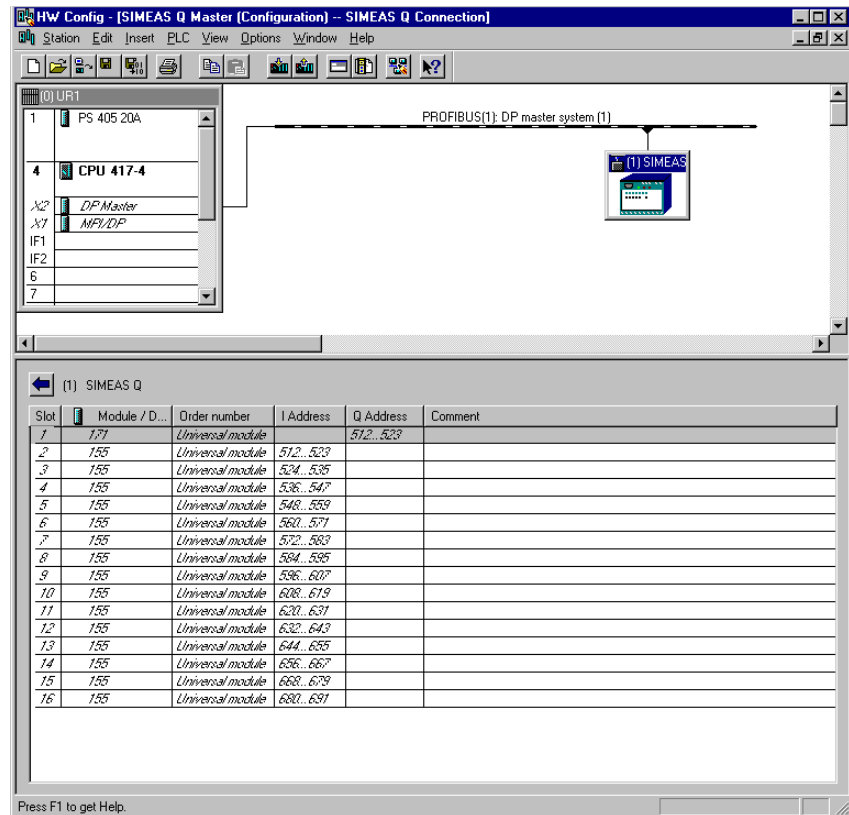 HW Config - [SIMEAS Q Master (Configuration) -- SIMEAS Q Connection]
Station Edit Insert PLC View Options Window Help
(0) UR1
1 PS 405 20A
4 CPU 417-4
X2 DP Master
X1 MPI/DP
IF1
IF2
6
7
PROFIBUS(1): DP master system (1)
(1) SIMEAS
(1) SIMEAS Q
Slot Module / D... Order number I Address Q Address Comment
1 171 Universal module 512...523
2 155 Universal module 512...523
3 155 Universal module 524...535
4 155 Universal module 536...547
5 155 Universal module 548...559
6 155 Universal module 560...571
7 155 Universal module 572...583
8 155 Universal module 584...595
9 155 Universal module 596...607
10 155 Universal module 608...619
11 155 Universal module 620...631
12 155 Universal module 632...643
13 155 Universal module 644...655
14 155 Universal module 656...667
15 155 Universal module 668...679
16 155 Universal module 680...691
Press F1 to get Help.